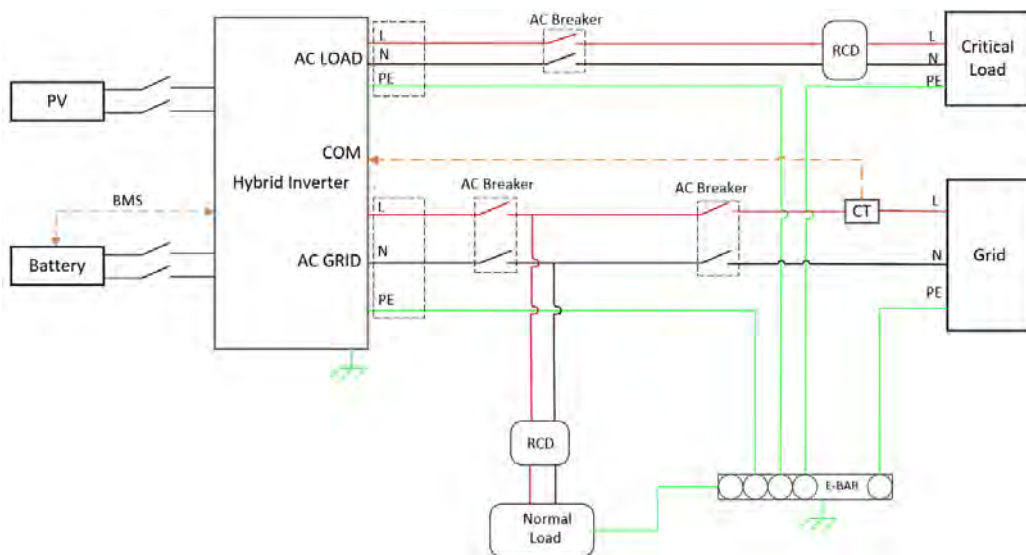 AC Breaker
L
AC LOAD
N
PE
RCD
L
N
PE
Critical
Load
PV
COM
Hybrid Inverter
BMS
AC Breaker
AC Breaker
L
CT
L
Battery
AC GRID
N
N
Grid
PE
PE
RCD
E-BAR
Normal
Load